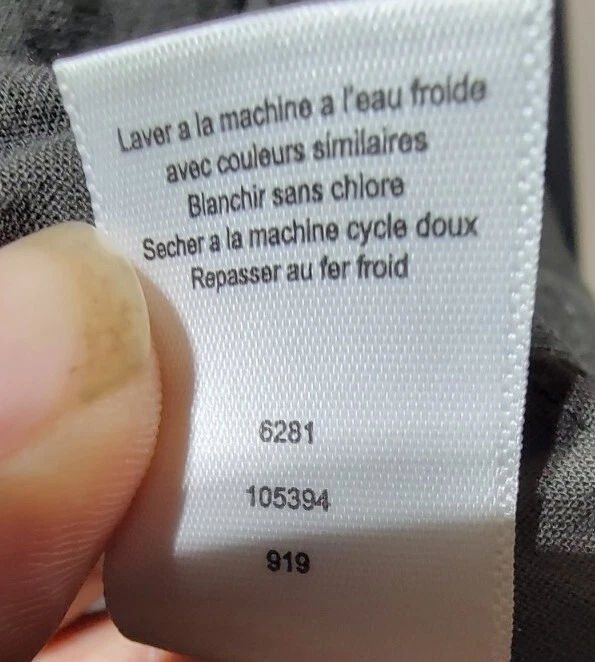 Laver a la machine a l'eau froide
avec couleurs similaires
Blanchir sans chlore
Secher a la machine cycle doux
Repasser au fer froid
6281
105394
919